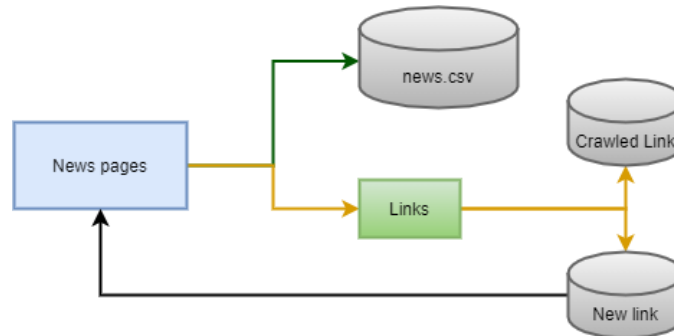 news.csv
Crawled Link
News pages
Links
New link